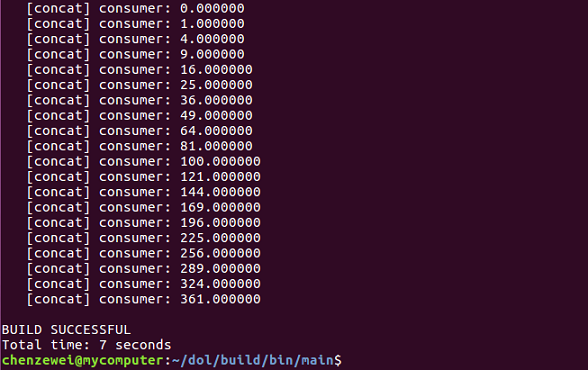 [concat] consumer: 0.000000
[concat] consumer: 1.000000
[concat] consumer: 4.000000
[concat] consumer: 9.000000
[concat] consumer: 16.000000
[concat] consumer: 25.000000
[concat] consumer: 36.000000
[concat] consumer: 49.000000
[concat] consumer: 64.000000
[concat] consumer: 81.000000
[concat] consumer: 100.000000
[concat] consumer: 121.000000
[concat] consumer: 144.000000
[concat] consumer: 169.000000
[concat] consumer: 196.000000
[concat] consumer: 225.000000
[concat] consumer: 256.000000
[concat] consumer: 289.000000
[concat] consumer: 324.000000
[concat] consumer: 361.000000
BUILD SUCCESSFUL
Total time: 7 seconds
chenzewei@mycomputer:~/dol/build/bin/main$